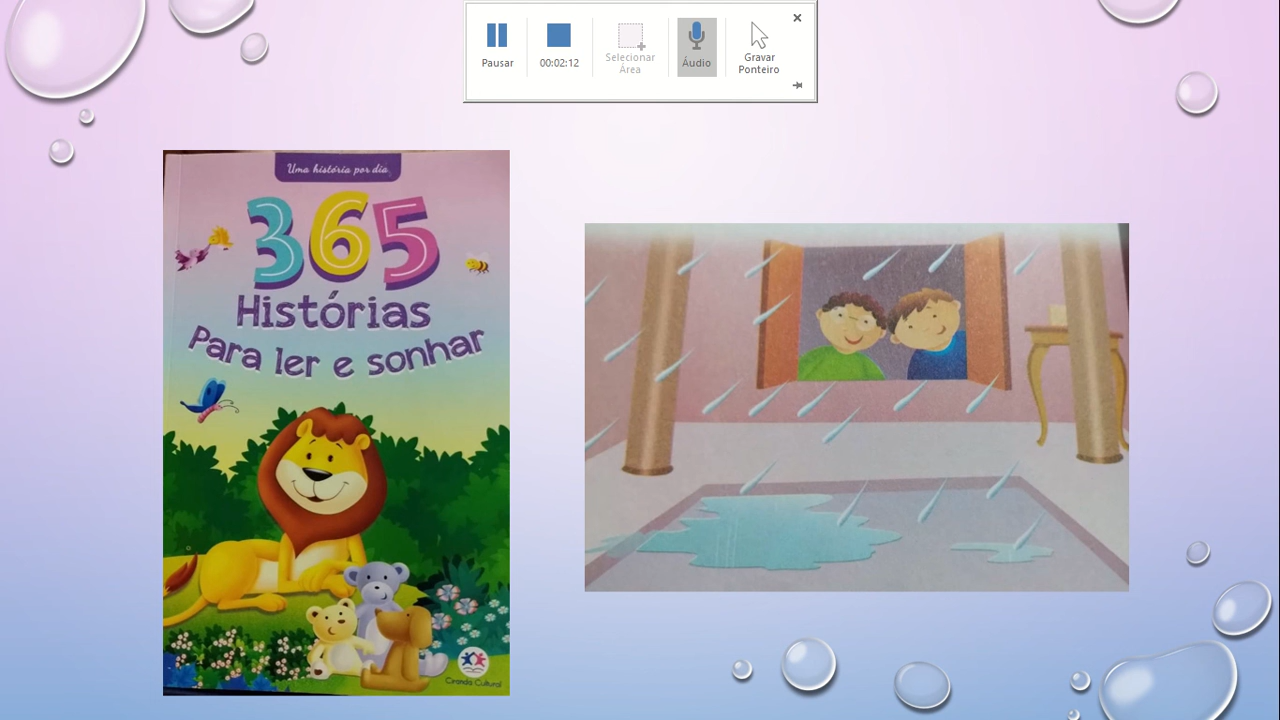 Pausar
00:02:12
Selecionar
Área
Áudio
Gravar
Ponteiro
Uma história por dia
365
Histórias
Para ler e sonhar
Ciranda Cultural